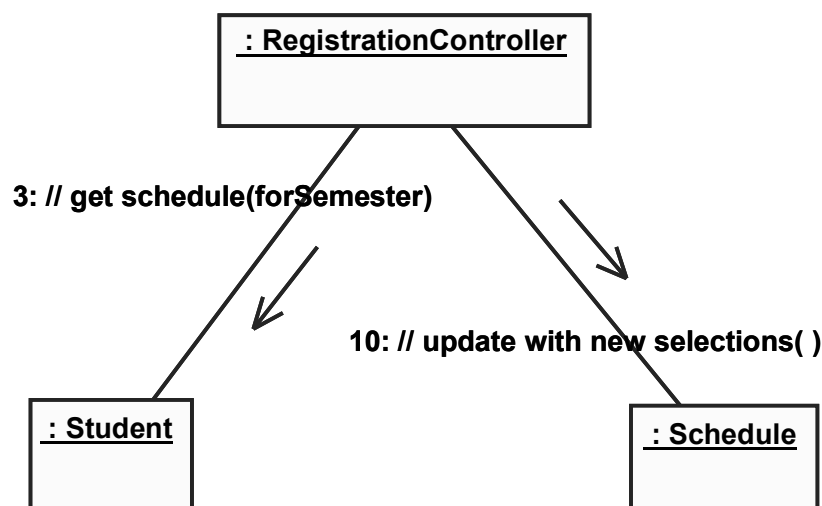 : RegistrationController
3: // get schedule(forSemester)
10: // update with new selections( )
: Student
: Schedule